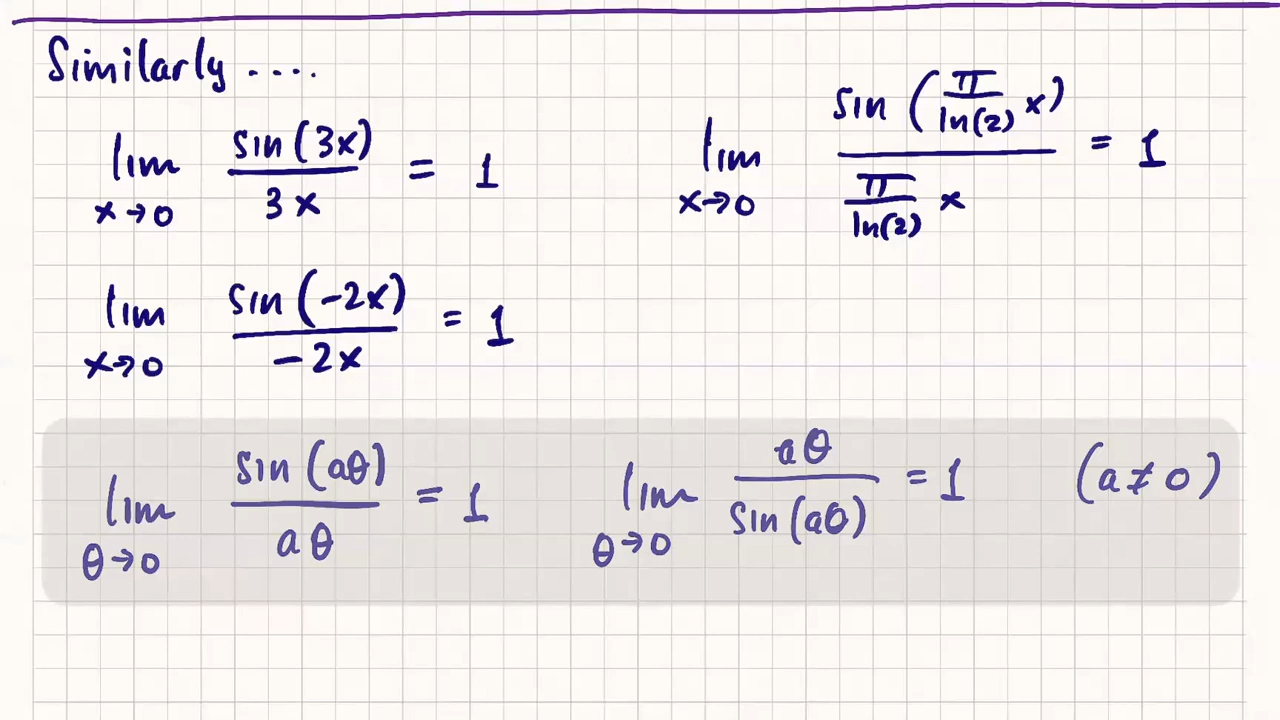 Similarly ....
lim x→0 sin(3x) / 3x = 1
lim x→0 sin(π/ln(2) x) / π/ln(2) x = 1
lim x→0 sin(-2x) / -2x = 1
lim θ→0 sin(aθ) / aθ = 1
lim θ→0 aθ / sin(aθ) = 1 (a≠0)